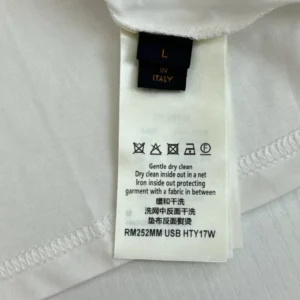 L
IN
ITALY
Gentle dry clean
Dry clean inside out in a net
Iron inside out protecting
garment with a fabric in between
缓和干洗
洗网中反面干洗
垫布反面熨烫
RM252MM USB HTY17W